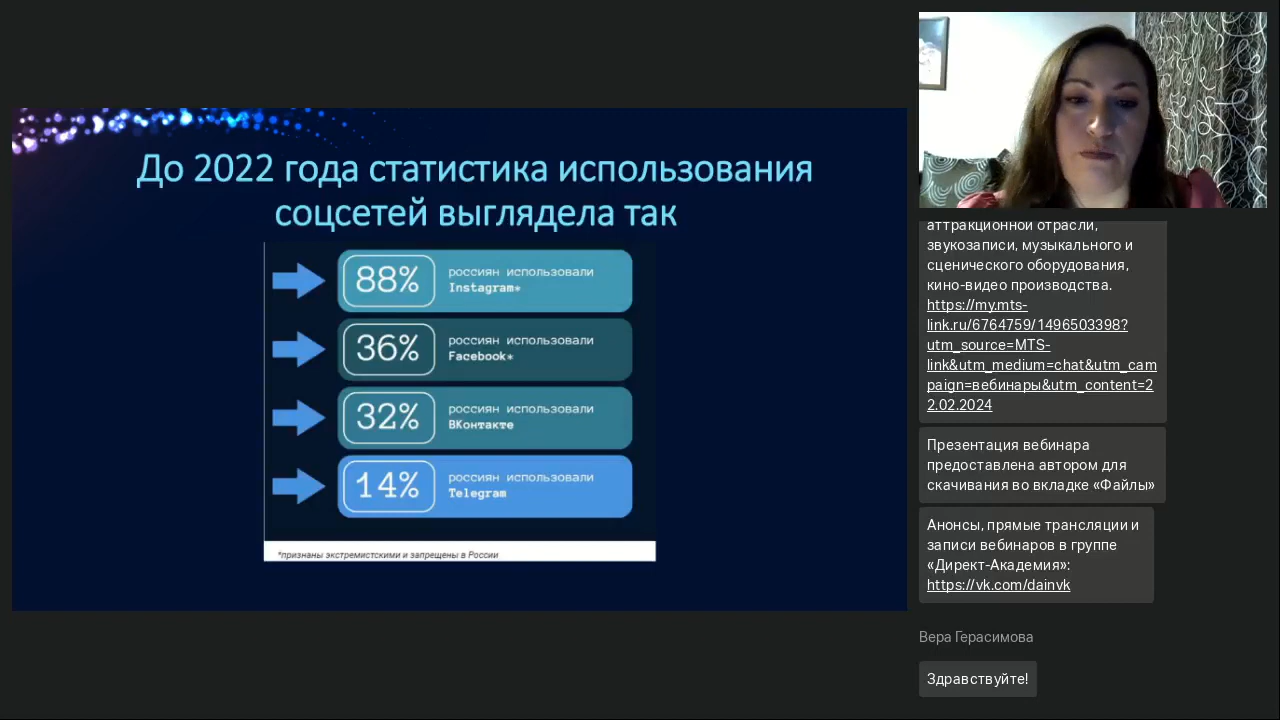 До 2022 года статистика использования
соцсетей выглядела так
88%
россиян использовали
Instagram*
36%
россиян использовали
Facebook*
32%
россиян использовали
ВКонтакте
14%
россиян использовали
Telegram
*признаны экстремистскими и запрещены в России
аттракционной отрасли,
звукозаписи, музыкального и
сценического оборудования,
кино-видео производства.
https://my.mts-
link.ru/6764759/1496503398?
utm_source=MTS-
link&utm_medium=chat&utm_cam
paign=вебинары&utm_content=2
2.02.2024
Презентация вебинара
предоставлена автором для
скачивания во вкладке «Файлы»
Анонсы, прямые трансляции и
записи вебинаров в группе
«Директ-Академия»:
https://vk.com/dainvk
Вера Герасимова
Здравствуйте!